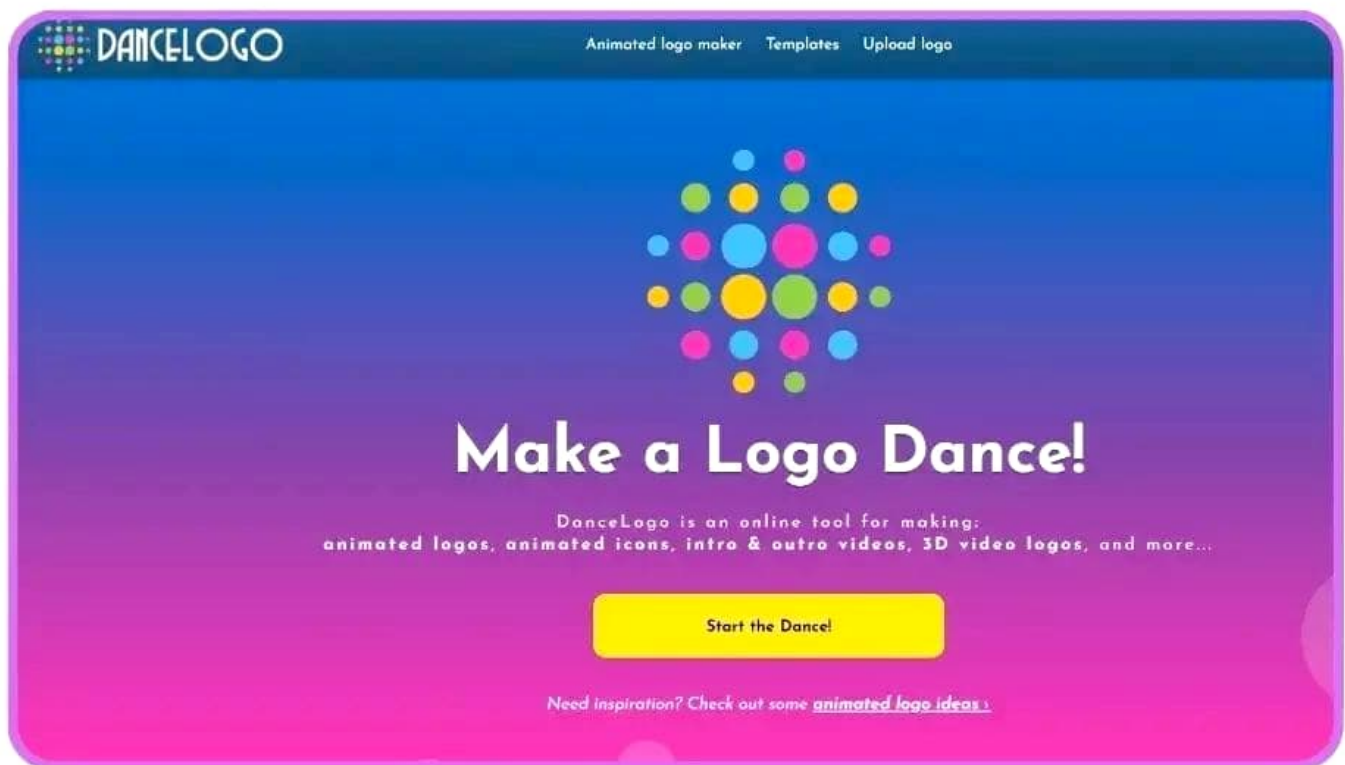 DANCELOGO
Animated logo maker Templates Upload logo
Make a Logo Dance!
DanceLogo is an online tool for making:
animated logos, animated icons, intro & outro videos, 3D video logos, and more...
Start the Dance!
Need inspiration? Check out some animated logo ideas ›